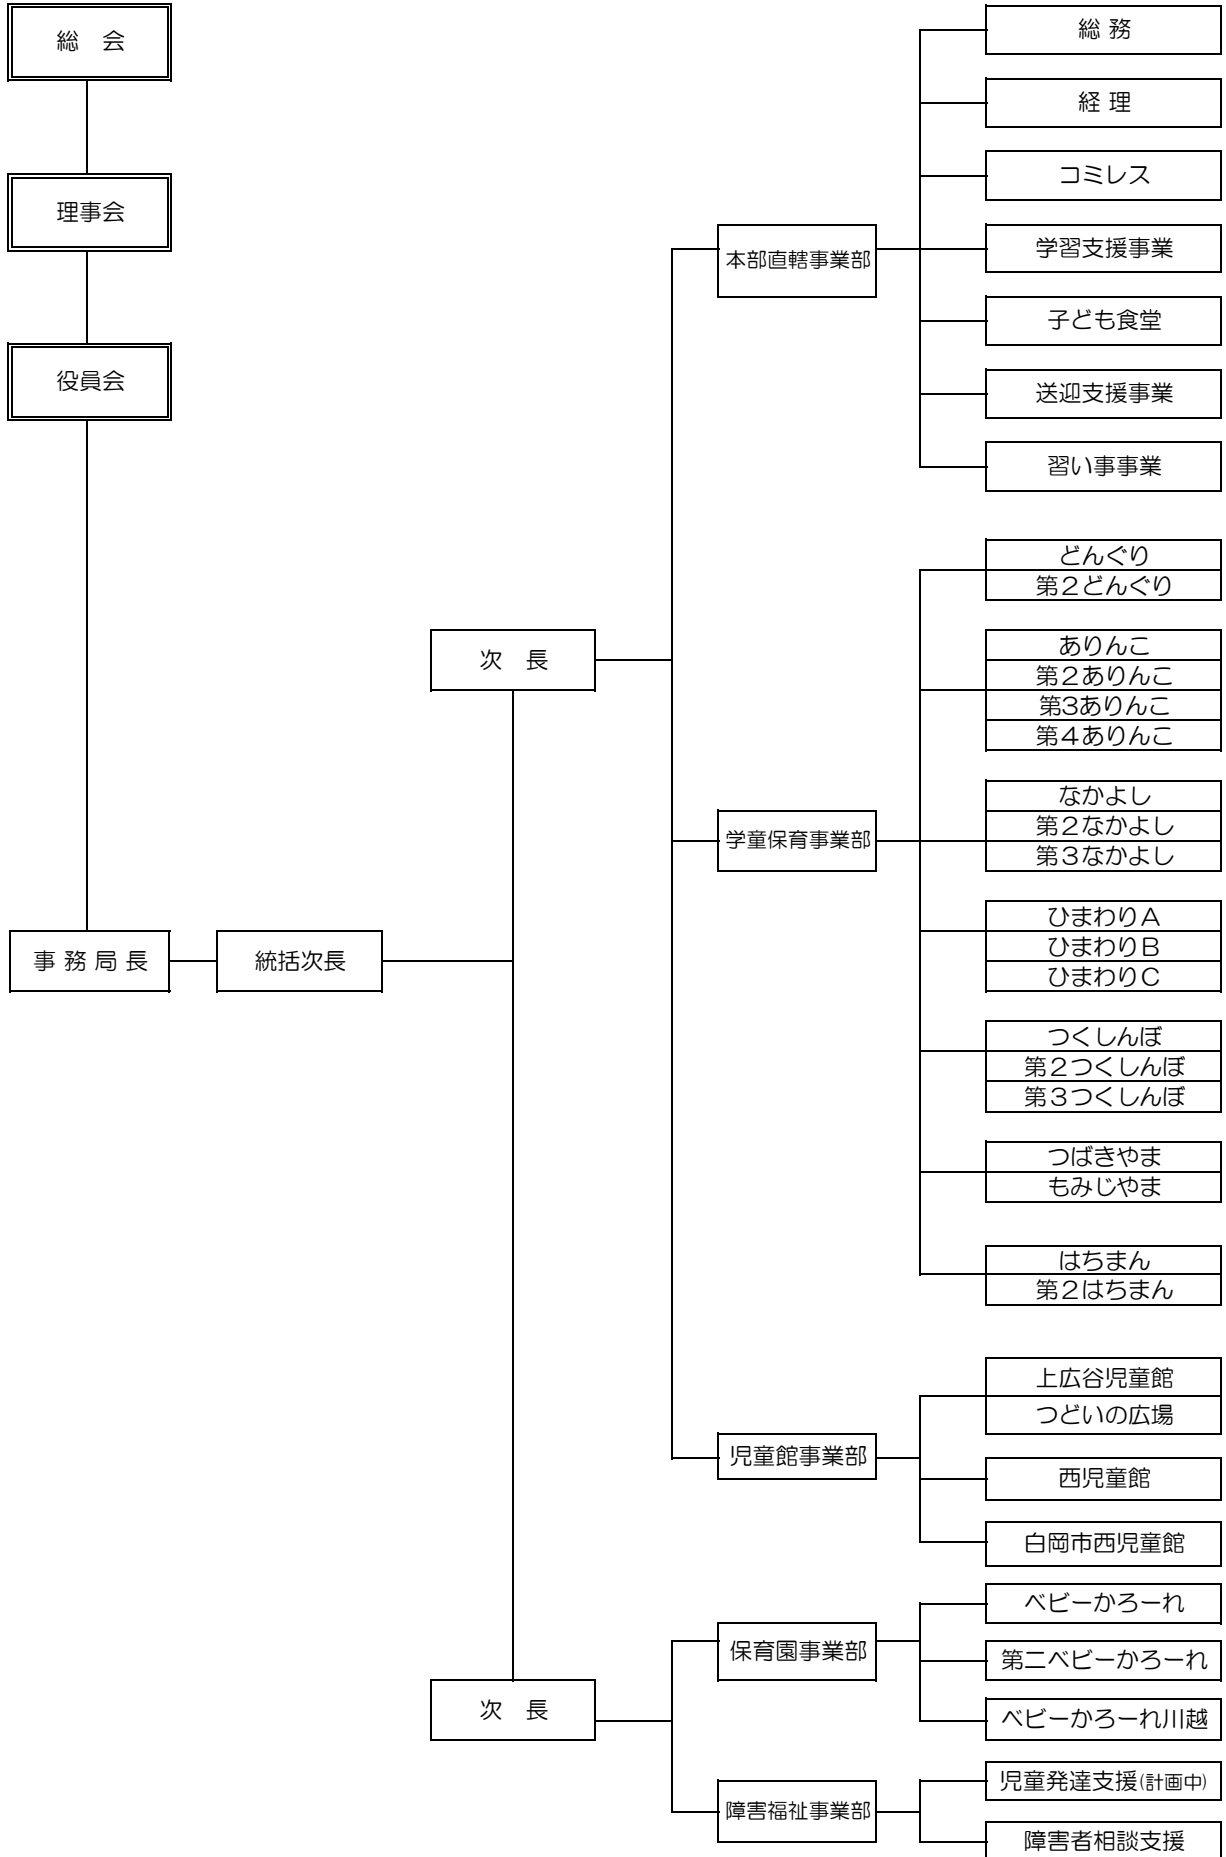 総　会
理事会
役員会
事 務 局 長
統括次長
次　長
本部直轄事業部
総 務
経 理
コミレス
学習支援事業
子ども食堂
送迎支援事業
習い事事業
学童保育事業部
どんぐり
第２どんぐり
ありんこ
第２ありんこ
第3ありんこ
第４ありんこ
なかよし
第２なかよし
第３なかよし
ひまわりＡ
ひまわりＢ
ひまわりＣ
つくしんぼ
第２つくしんぼ
第３つくしんぼ
つばきやま
もみじやま
はちまん
第２はちまん
児童館事業部
上広谷児童館
つどいの広場
西児童館
白岡市西児童館
次　長
保育園事業部
ベビーかろーれ
第二ベビーかろーれ
ベビーかろーれ川越
障害福祉事業部
児童発達支援(計画中)
障害者相談支援